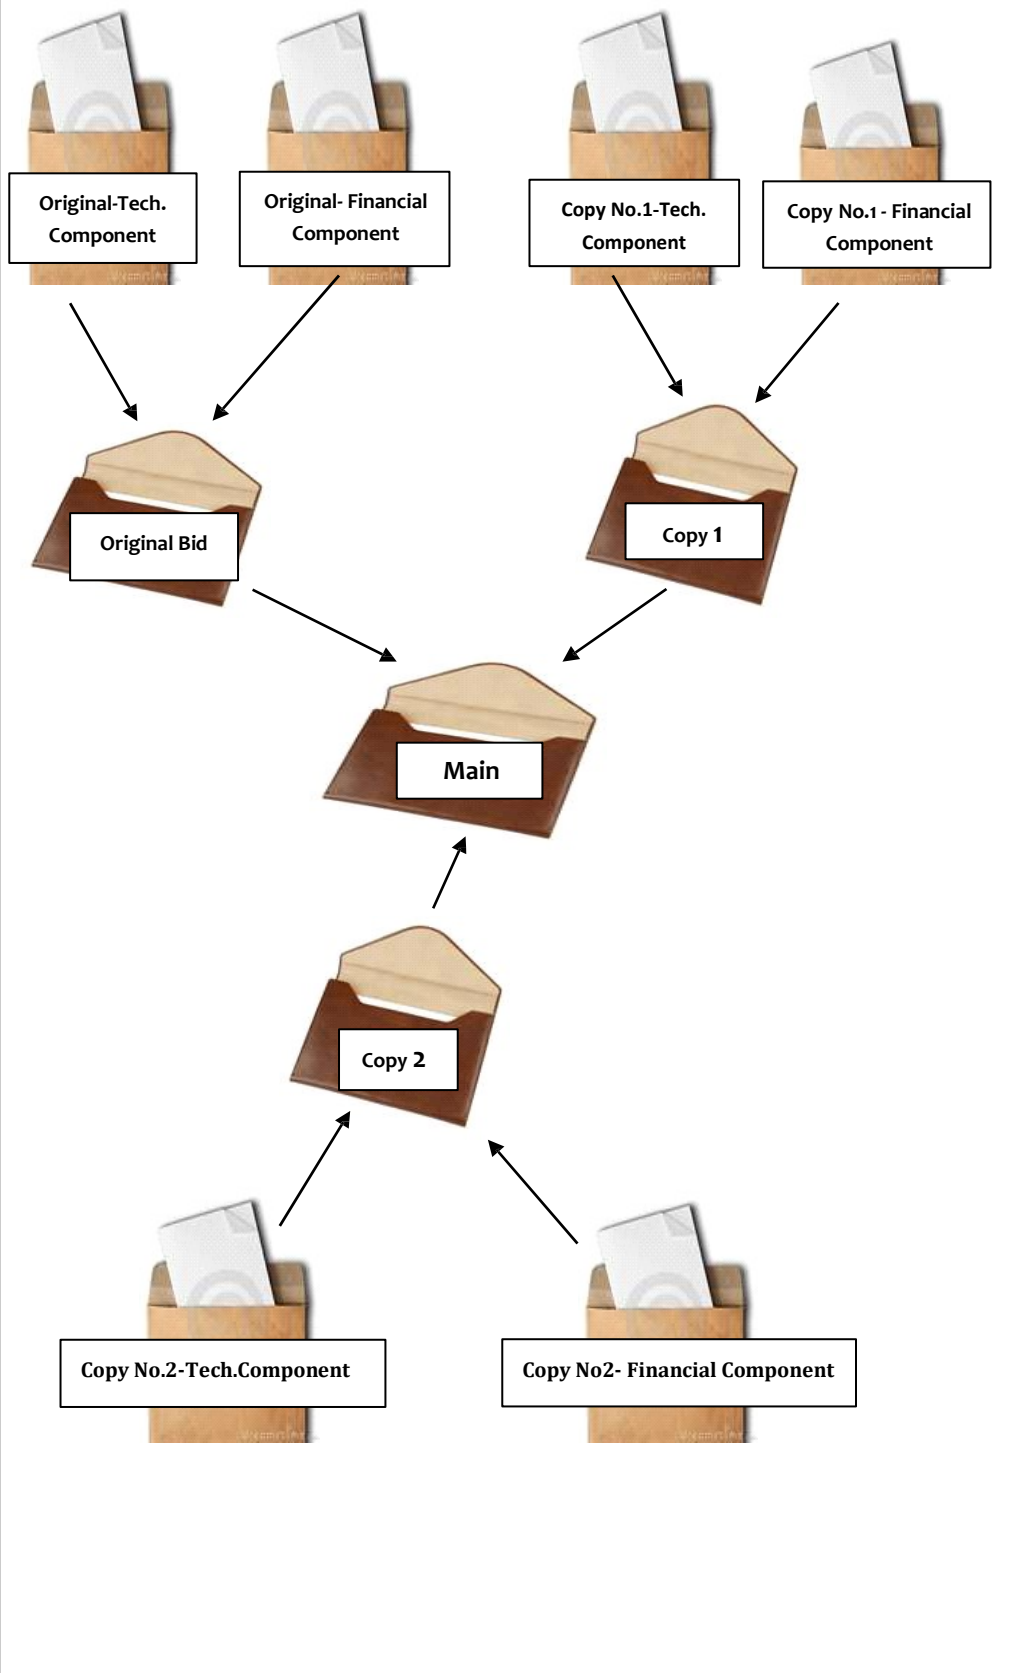 Original-Tech.
Component
Original- Financial
Component
Copy No.1-Tech.
Component
Copy No.1 - Financial
Component
Original Bid
Copy 1
Main
Copy 2
Copy No.2-Tech.Component
Copy No2- Financial Component